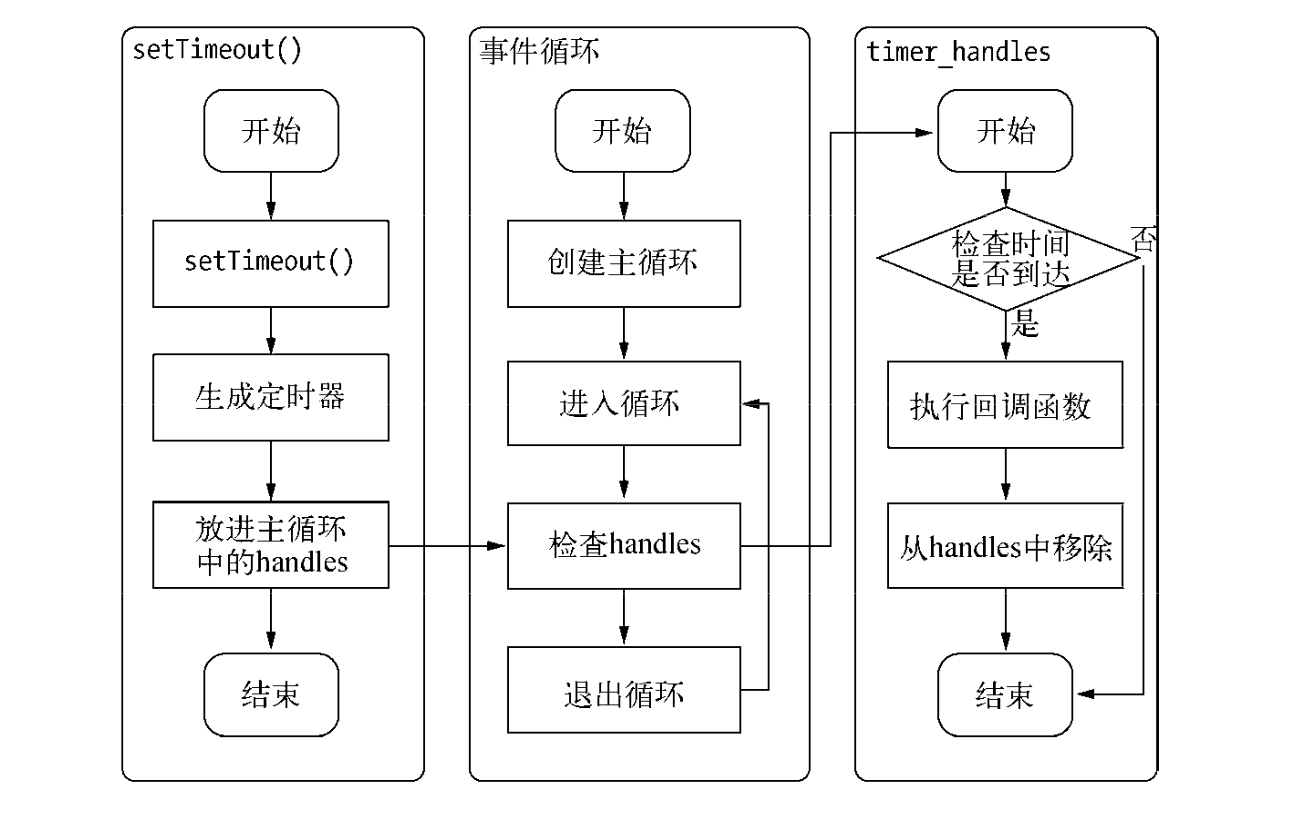 setTimeout()
开始
setTimeout()
生成定时器
放进主循环
中的handles
结束
事件循环
开始
创建主循环
进入循环
检查handles
退出循环
timer_handles
开始
检查时间
是否到达
否
是
执行回调函数
从handles中移除
结束